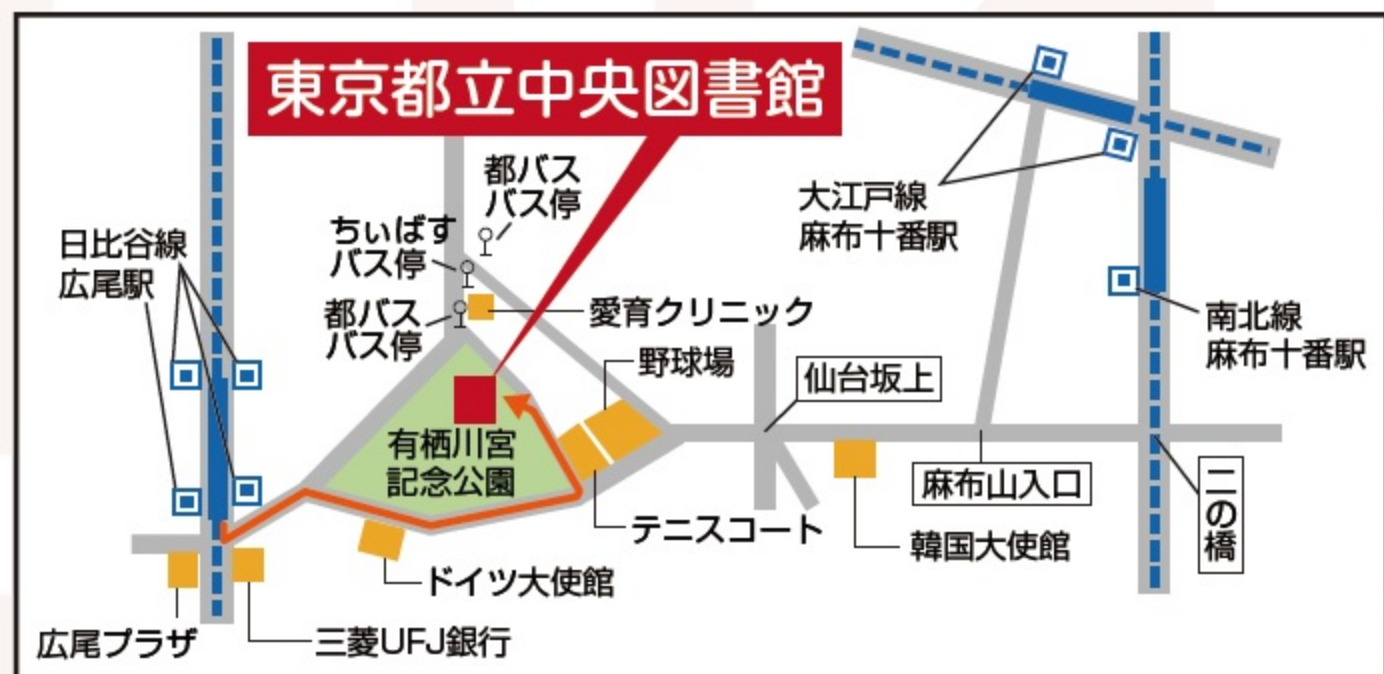 東京都立中央図書館
都バス
バス停
ちぃばす
バス停
都バス
バス停
日比谷線
広尾駅
大江戸線
麻布十番駅
南北線
麻布十番駅
愛育クリニック
野球場
仙台坂上
有栖川宮
記念公園
麻布山入口
二の橋
テニスコート
韓国大使館
ドイツ大使館
広尾プラザ
三菱UFJ銀行